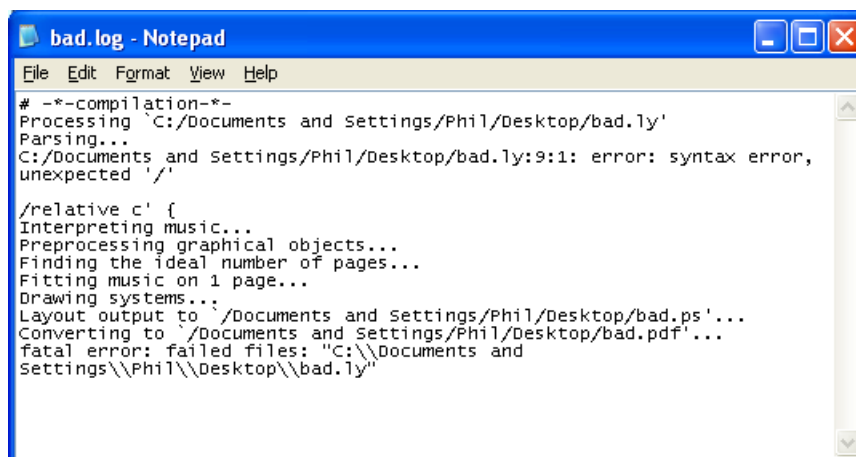 bad.log - Notepad
File Edit Format View Help
# -*-compilation-*-
Processing `C:/Documents and Settings/Phil/Desktop/bad.ly'
Parsing...
C:/Documents and Settings/Phil/Desktop/bad.ly:9:1: error: syntax error,
unexpected '/'

/relative c' {
Interpreting music...
Preprocessing graphical objects...
Finding the ideal number of pages...
Fitting music on 1 page...
Drawing systems...
Layout output to `/Documents and Settings/Phil/Desktop/bad.ps'...
Converting to `/Documents and Settings/Phil/Desktop/bad.pdf'...
fatal error: failed files: "C:\\Documents and
Settings\\Phil\\Desktop\\bad.ly"